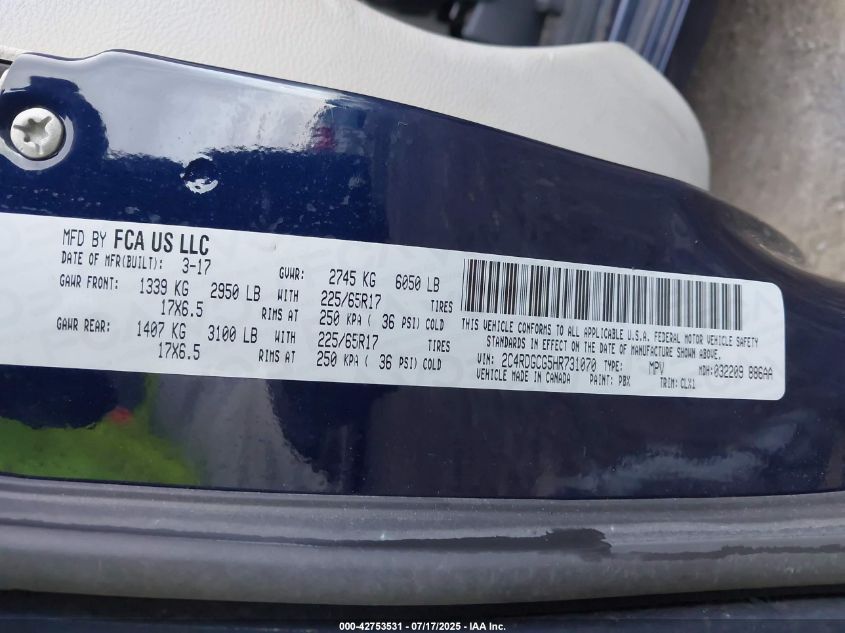 MFD BY FCA US LLC
DATE OF MFR(BUILT): 3-17 GVWR: 2745 KG 6050 LB
GAWR FRONT: 1339 KG 2950 LB WITH 225/65R17 TIRES
17X6.5 RIMS AT 250 KPA ( 36 PSI) COLD
GAWR REAR: 1407 KG 3100 LB WITH 225/65R17 TIRES
17X6.5 RIMS AT 250 KPA ( 36 PSI) COLD
THIS VEHICLE CONFORMS TO ALL APPLICABLE U.S.A. FEDERAL MOTOR VEHICLE SAFETY
STANDARDS IN EFFECT ON THE DATE OF MANUFACTURE SHOWN ABOVE.
VIN: 2C4RDGCG5HR731070 TYPE: MPV MDH: 032209 886AA
VEHICLE MADE IN CANADA PAINT: PBX TRIM: CLX1
000-42753531 - 07/17/2025 - IAA Inc.